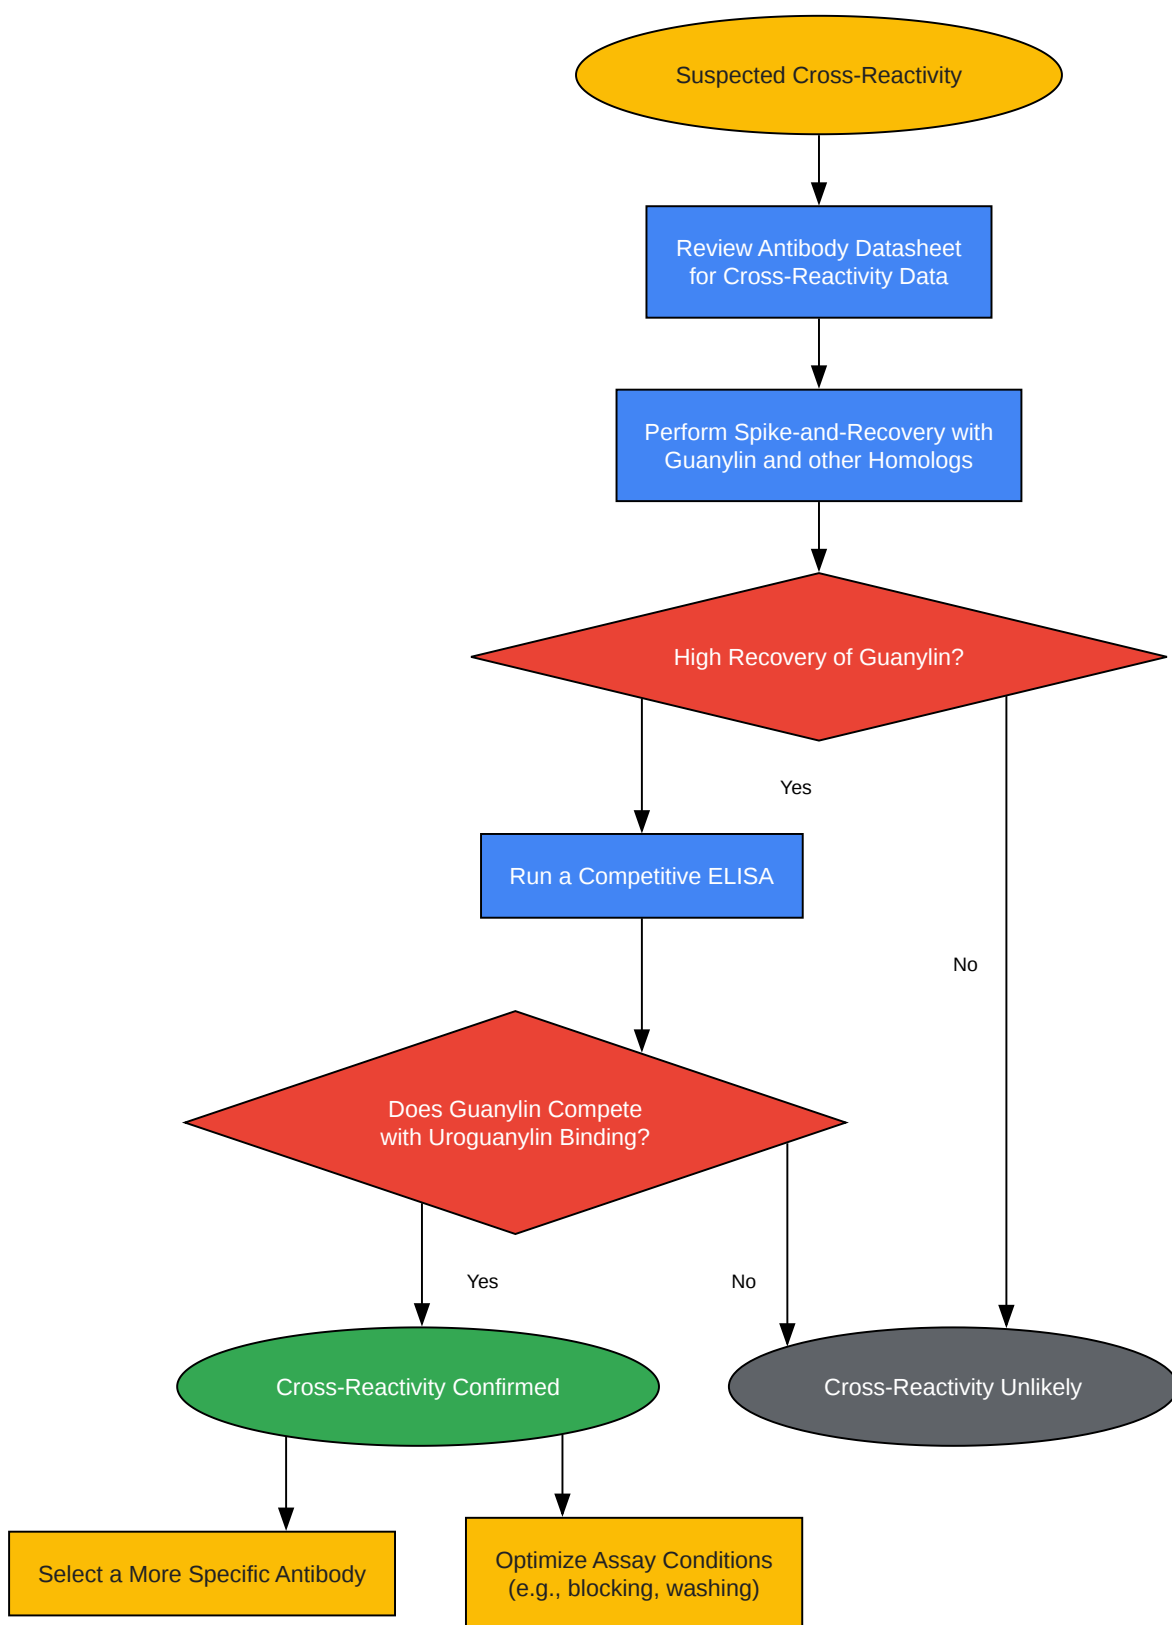 Suspected Cross-Reactivity
Review Antibody Datasheet
for Cross-Reactivity Data
Perform Spike-and-Recovery with
Guanylin and other Homologs
High Recovery of Guanylin?
Yes
Run a Competitive ELISA
No
Does Guanylin Compete
with Uroguanylin Binding?
Yes
No
Cross-Reactivity Confirmed
Cross-Reactivity Unlikely
Select a More Specific Antibody
Optimize Assay Conditions
(e.g., blocking, washing)